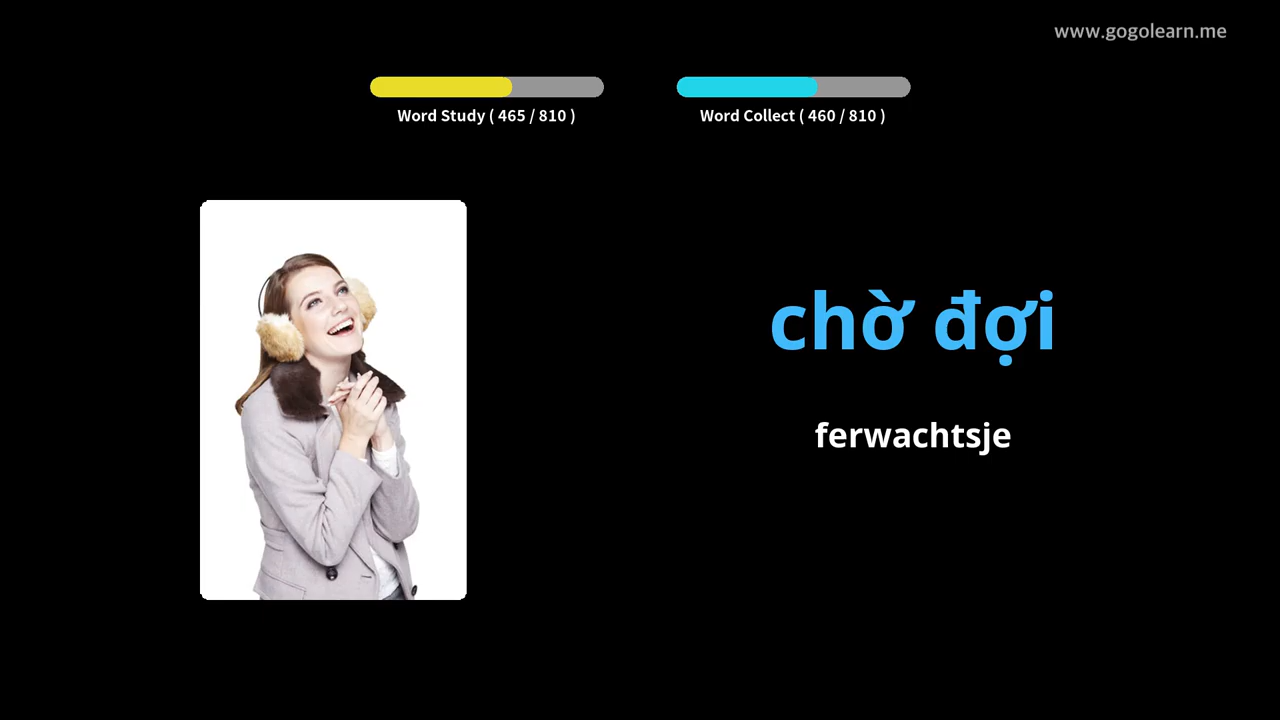 www.gogolearn.me
Word Study ( 465 / 810 )
Word Collect ( 460 / 810 )
chờ đợi
ferwachtsje